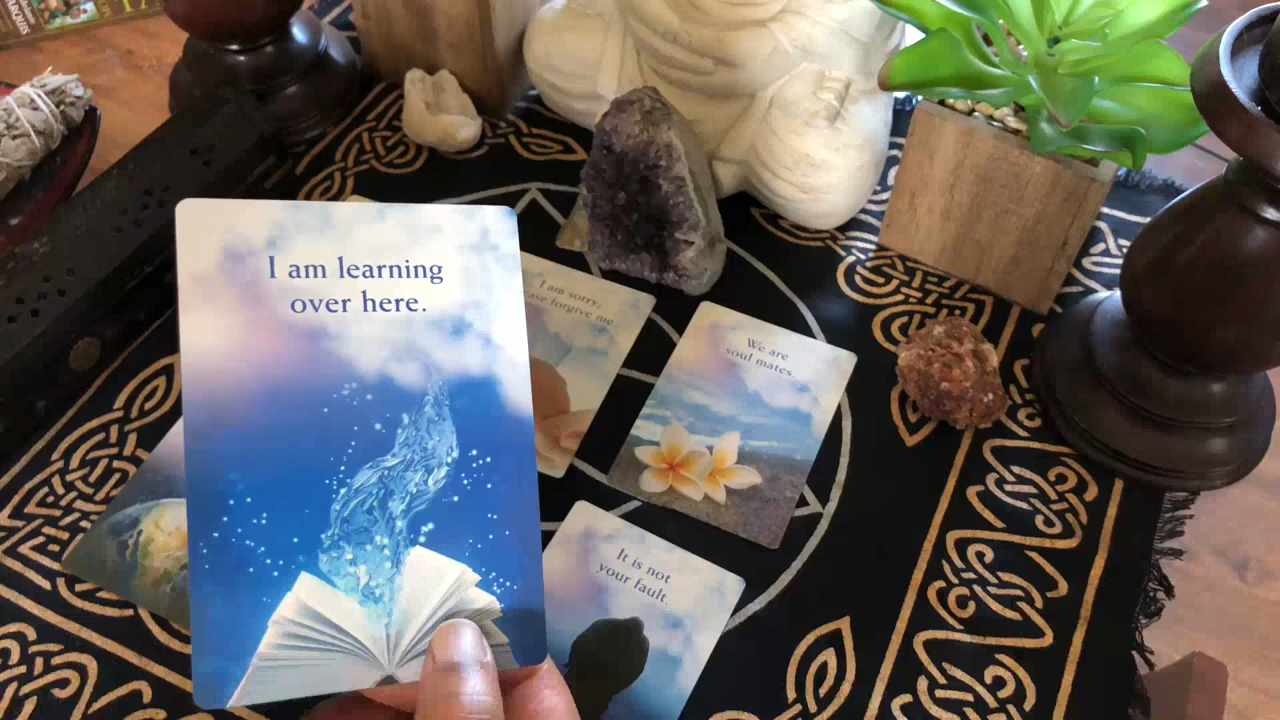 I am learning
over here.
I am sorry,
forgive me
We are
soul mates.
It is not
your fault.